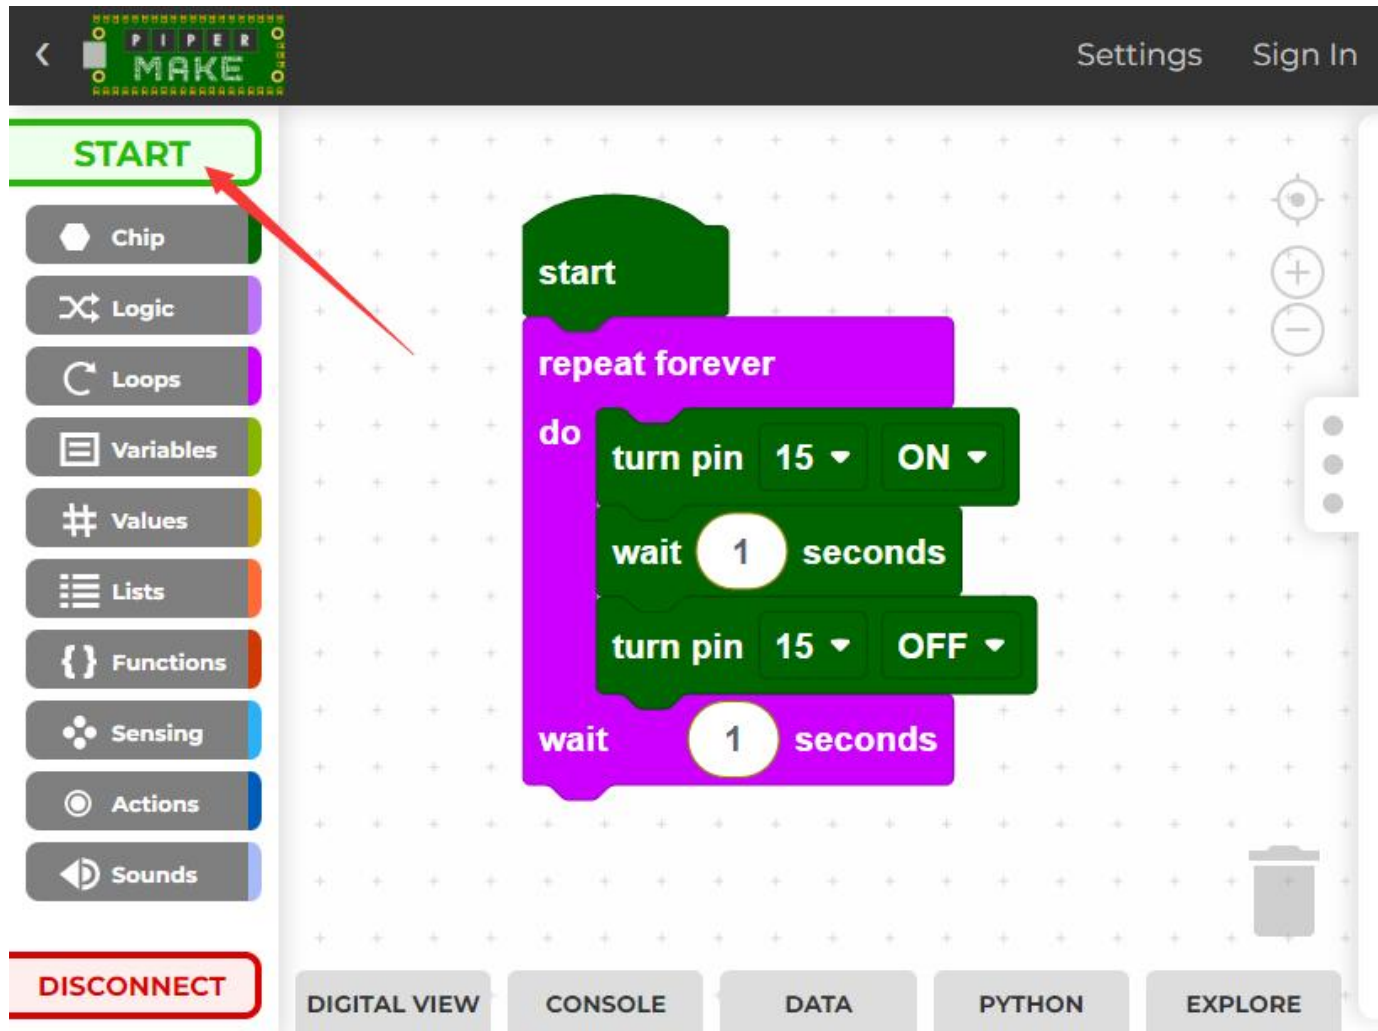 PIPER
MAKE
Settings Sign In
START
Chip
Logic
Loops
Variables
Values
Lists
Functions
Sensing
Actions
Sounds
DISCONNECT
start
repeat forever
do
turn pin 15 ON
wait 1 seconds
turn pin 15 OFF
wait 1 seconds
DIGITAL VIEW CONSOLE DATA PYTHON EXPLORE